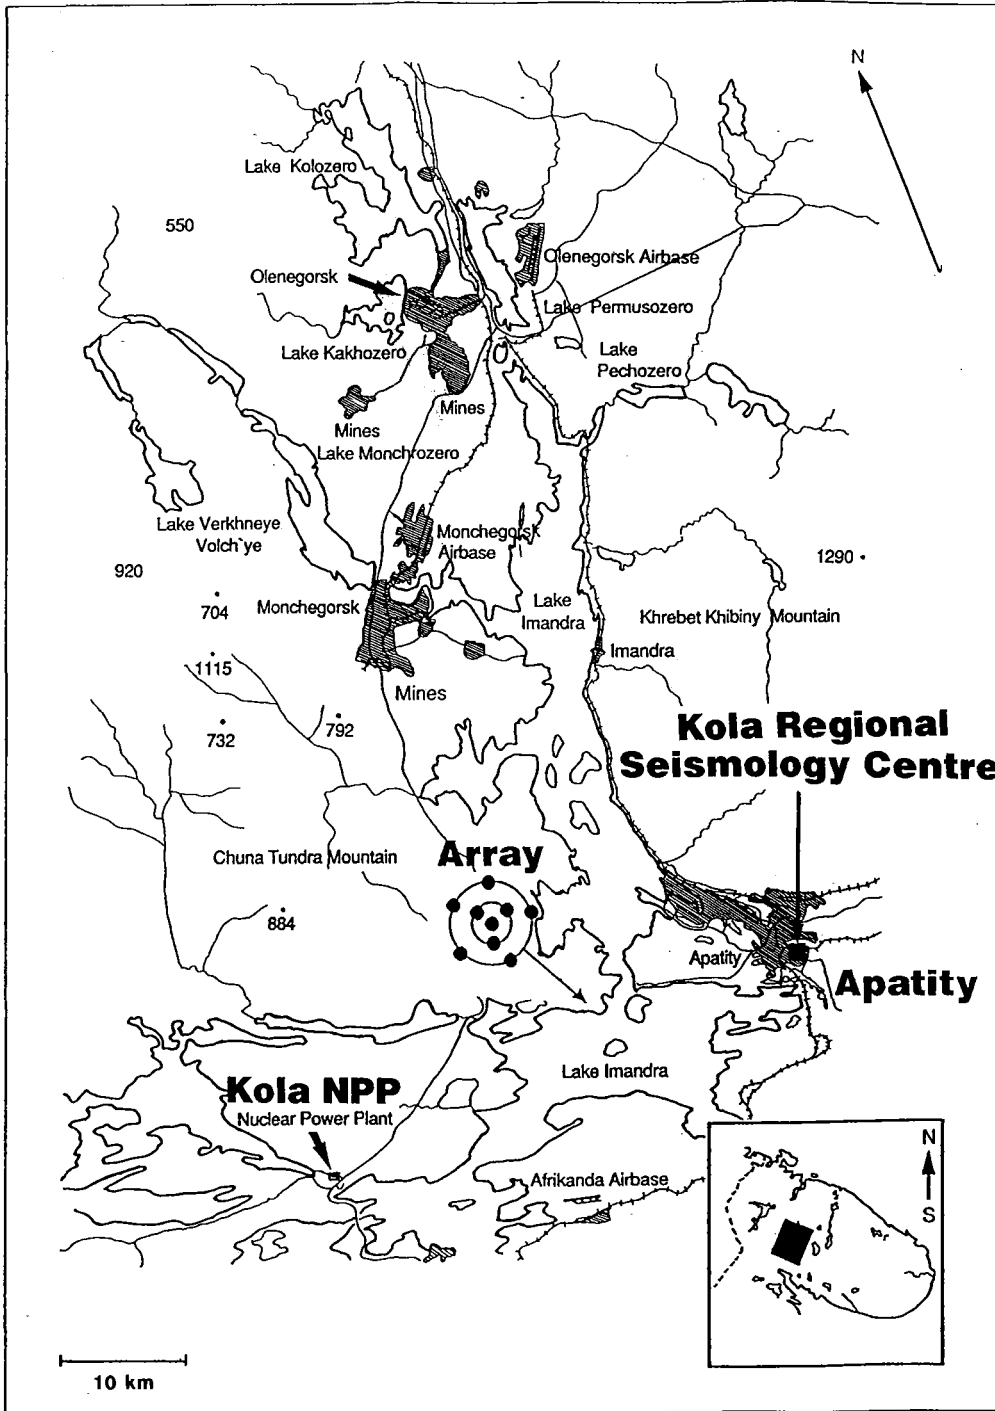 N
Lake Kolozero
550
Olenegorsk Airbase
Olenegorsk
Lake Permusozero
Lake Kakhozero
Lake
Pechozero
Mines
Mines
Lake Monchrozero
Lake Verkhneye
Volch`ye
Monchegorsk
Airbase
1290
920
704
Monchegorsk
Lake
Imandra
Khrebet Khibiny Mountain
Imandra
1115
Mines
732
792
Kola Regional
Seismology Centre
Chuna Tundra Mountain
Array
884
Apatity
Apatity
Lake Imandra
Kola NPP
Nuclear Power Plant
Afrikanda Airbase
N
S
10 km